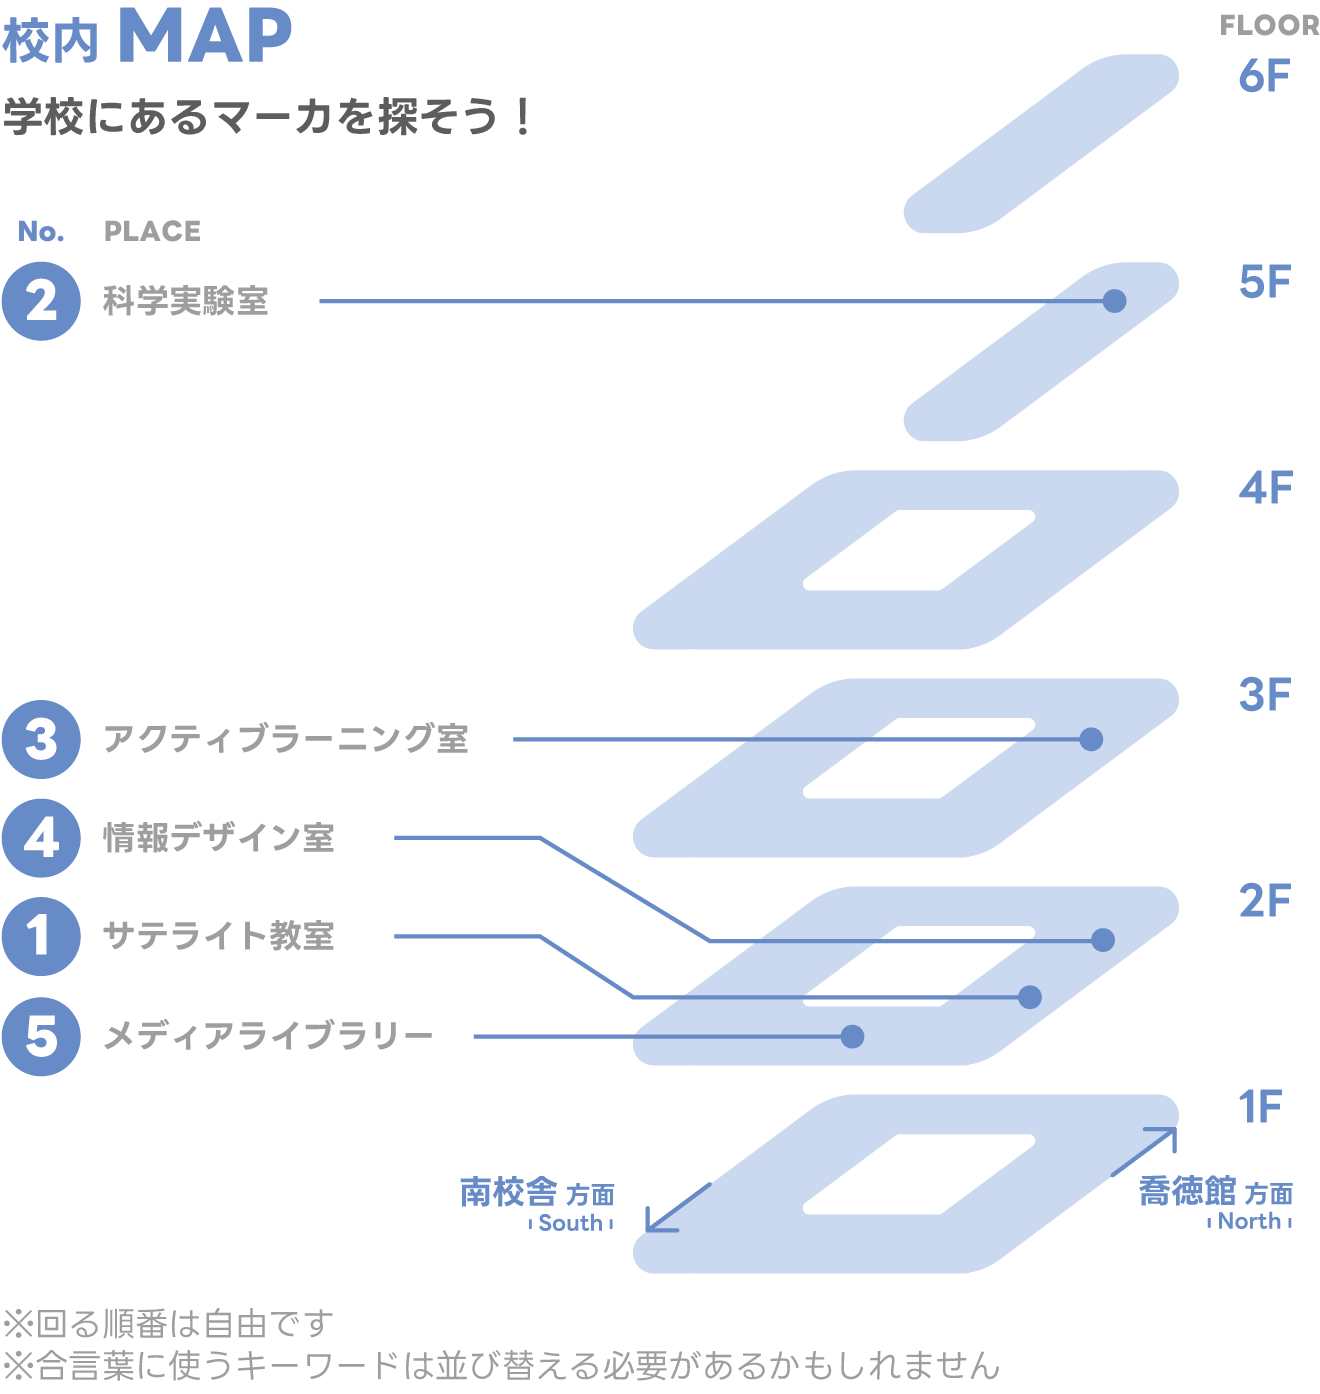 校内 MAP
学校にあるマーカを探そう！
FLOOR
6F
No. PLACE
2 科学実験室
5F
4F
3F
3 アクティブラーニング室
4 情報デザイン室
2F
1 サテライト教室
5 メディアライブラリー
1F
南校舎 方面
South
喬徳館 方面
North
※回る順番は自由です
※合言葉に使うキーワードは並び替える必要があるかもしれません